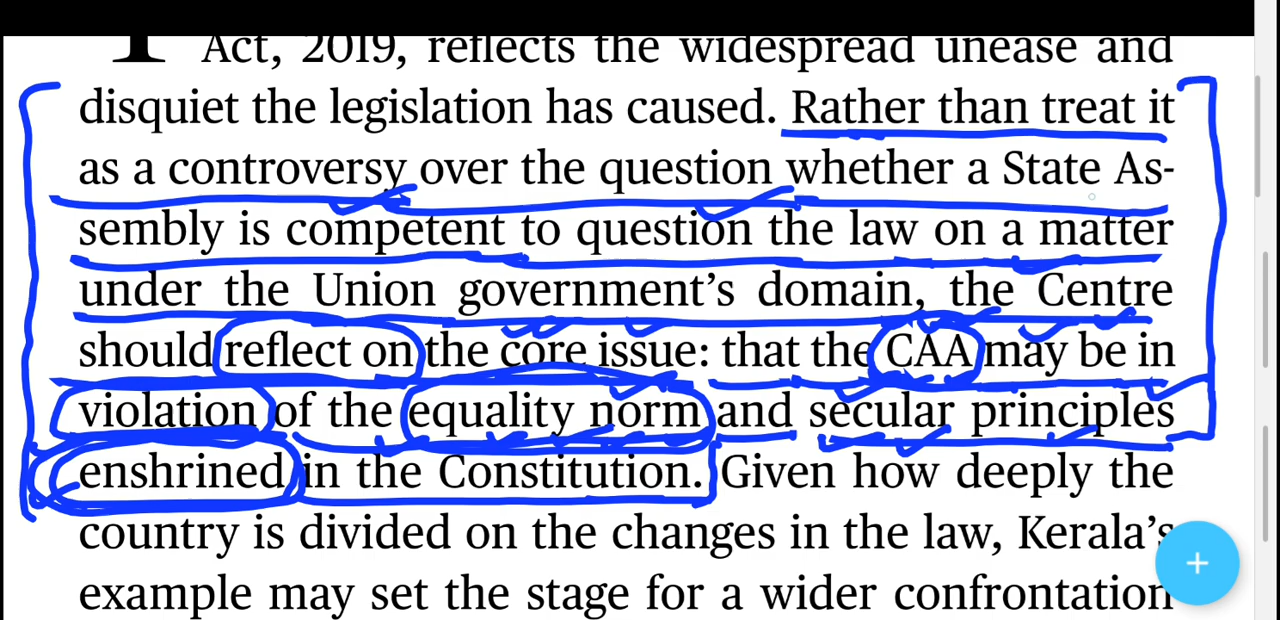 T Act, 2019, reflects the widespread unease and
disquiet the legislation has caused. Rather than treat it
as a controversy over the question whether a State As-
sembly is competent to question the law on a matter
under the Union government’s domain, the Centre
should reflect on the core issue: that the CAA may be in
violation of the equality norm and secular principles
enshrined in the Constitution. Given how deeply the
country is divided on the changes in the law, Kerala’s
example may set the stage for a wider confrontation
+